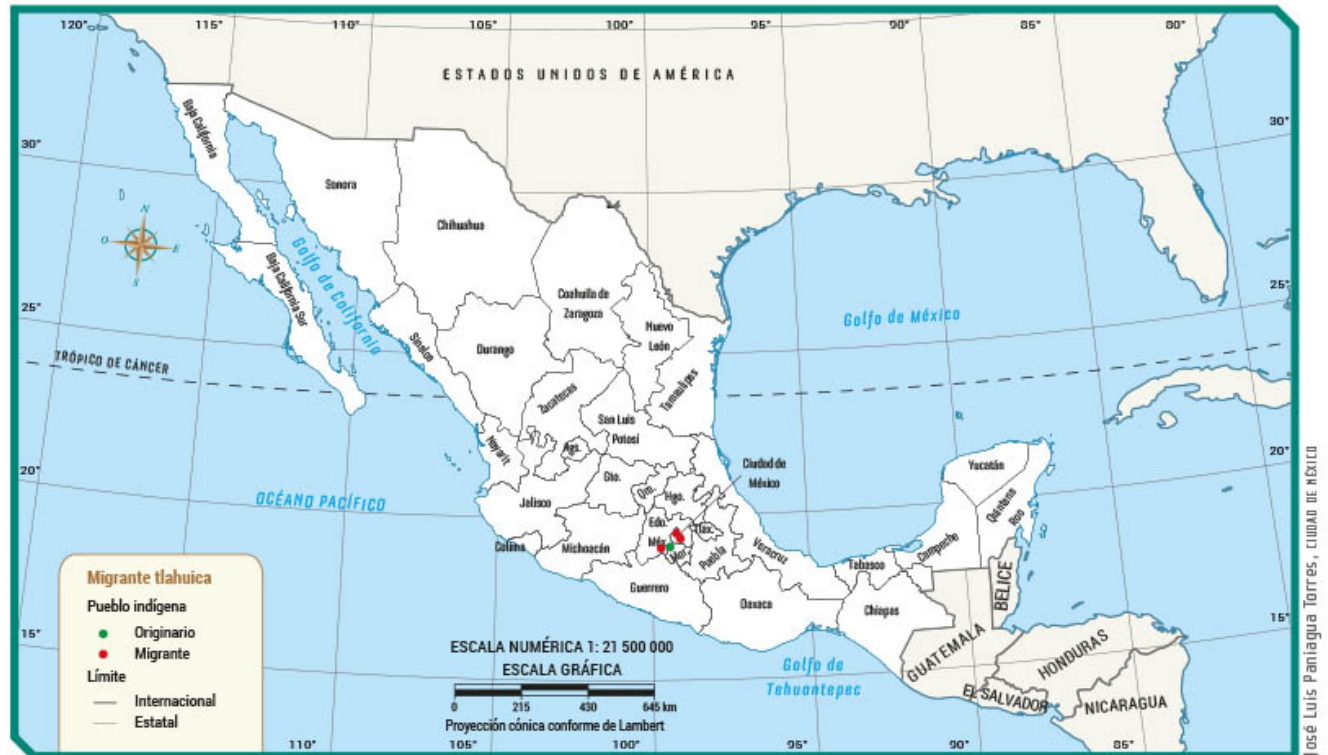 120°
115°
110°
105°
100°
95°
90°
85°
80°
ESTADOS UNIDOS DE AMÉRICA
30°
30°
Baja California
Sonora
Chihuahua
N
O
E
S
Golfo de California
Baja California Sur
Coahuila de
Zaragoza
25°
25°
Golfo de México
Nuevo
León
Sinaloa
Durango
TRÓPICO DE CÁNCER
Zacatecas
Tamaulipas
San Luis
Potosí
Nayarit
Ags.
Ciudad de
México
Yucatán
20°
20°
Gto.
Qro.
Hgo.
Quintana
Roo
OCÉANO PACÍFICO
Jalisco
Edo.
Méx.
Tlax.
Colima
Michoacán
Mor.
Puebla
Veracruz
Campeche
Tabasco
BELICE
Guerrero
Oaxaca
Chiapas
15°
15°
GUATEMALA
HONDURAS
EL SALVADOR
NICARAGUA
Golfo de
Tehuantepec
Migrante tlahuica
Pueblo indígena
Originario
Migrante
Límite
Internacional
Estatal
ESCALA NUMÉRICA 1: 21 500 000
ESCALA GRÁFICA
0 215 430 645 km
Proyección cónica conforme de Lambert
110°
105°
100°
95°
90°
85°
José Luis Paniagua Torres, CIUDAD DE MÉXICO